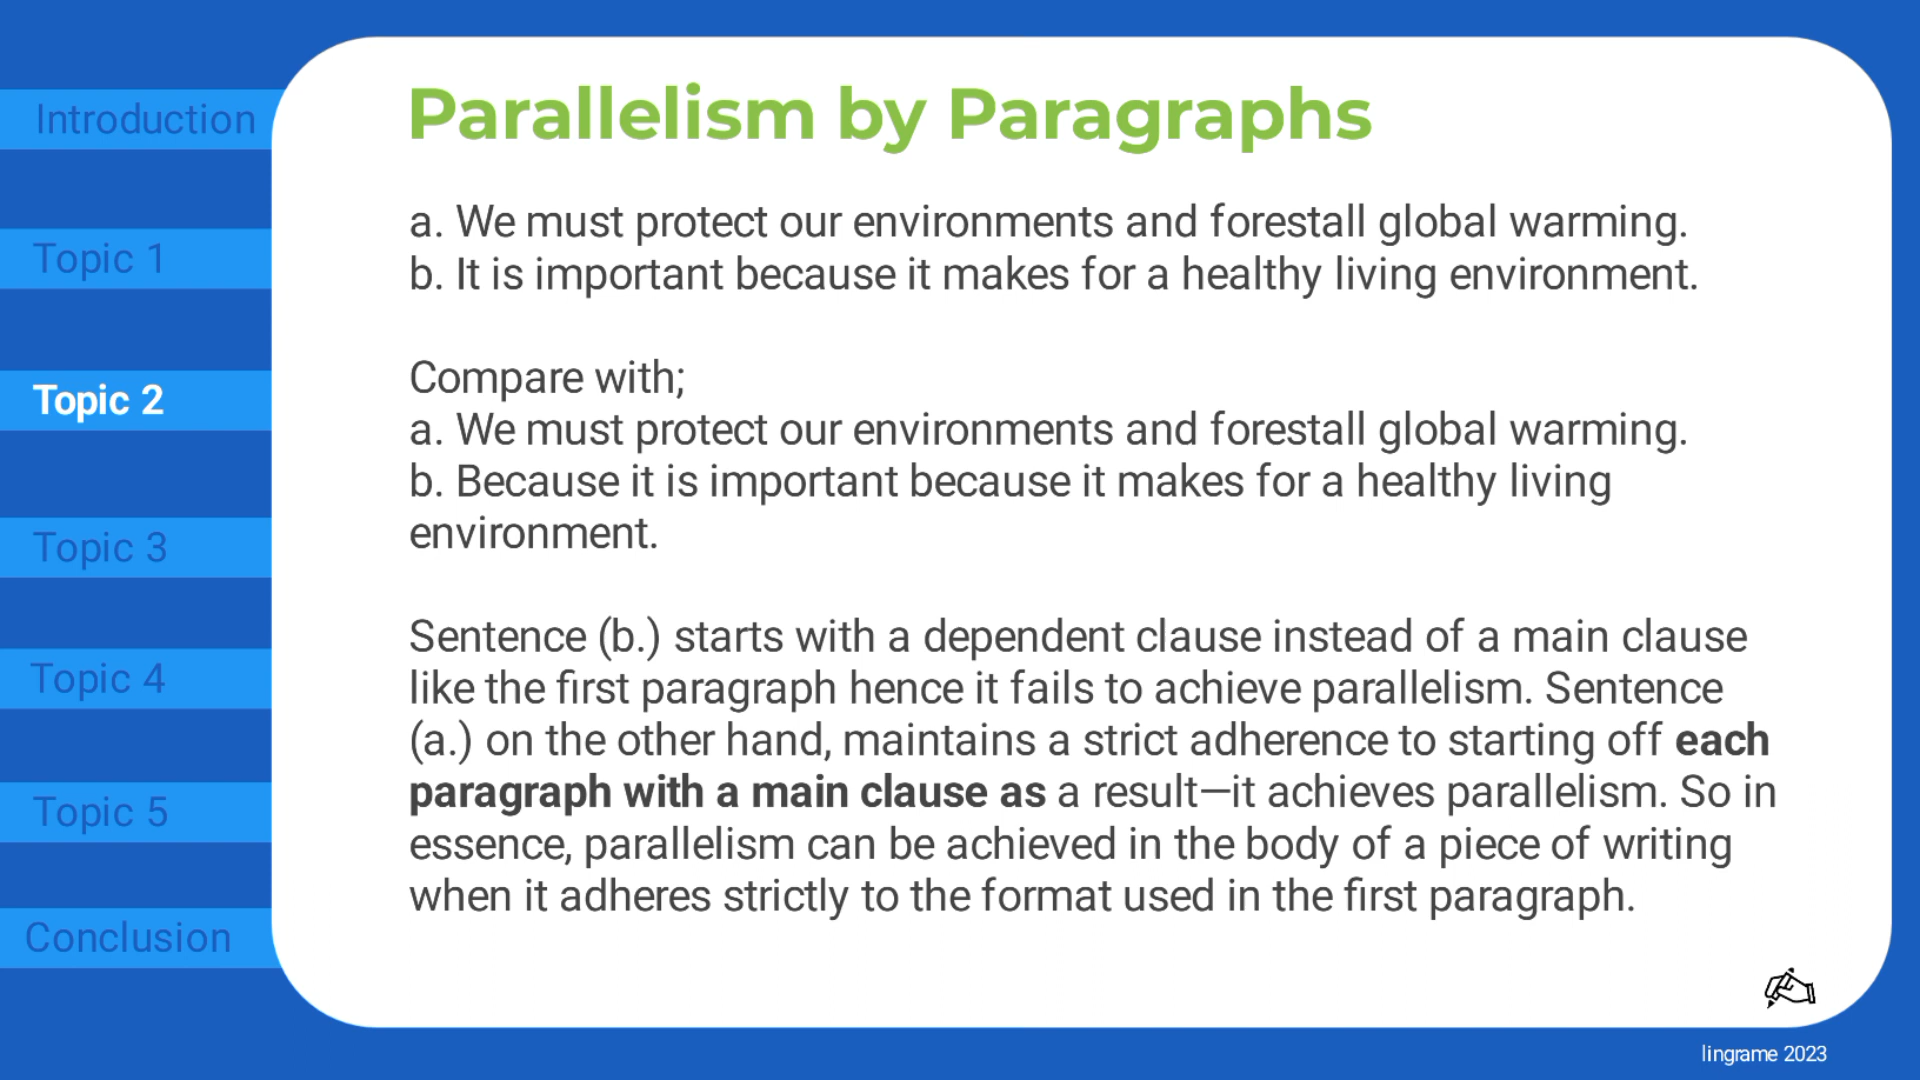 Introduction
Topic 1
Topic 2
Topic 3
Topic 4
Topic 5
Conclusion
Parallelism by Paragraphs
a. We must protect our environments and forestall global warming.
b. It is important because it makes for a healthy living environment.
Compare with;
a. We must protect our environments and forestall global warming.
b. Because it is important because it makes for a healthy living
environment.
Sentence (b.) starts with a dependent clause instead of a main clause
like the first paragraph hence it fails to achieve parallelism. Sentence
(a.) on the other hand, maintains a strict adherence to starting off each
paragraph with a main clause as a result—it achieves parallelism. So in
essence, parallelism can be achieved in the body of a piece of writing
when it adheres strictly to the format used in the first paragraph.
lingrame 2023